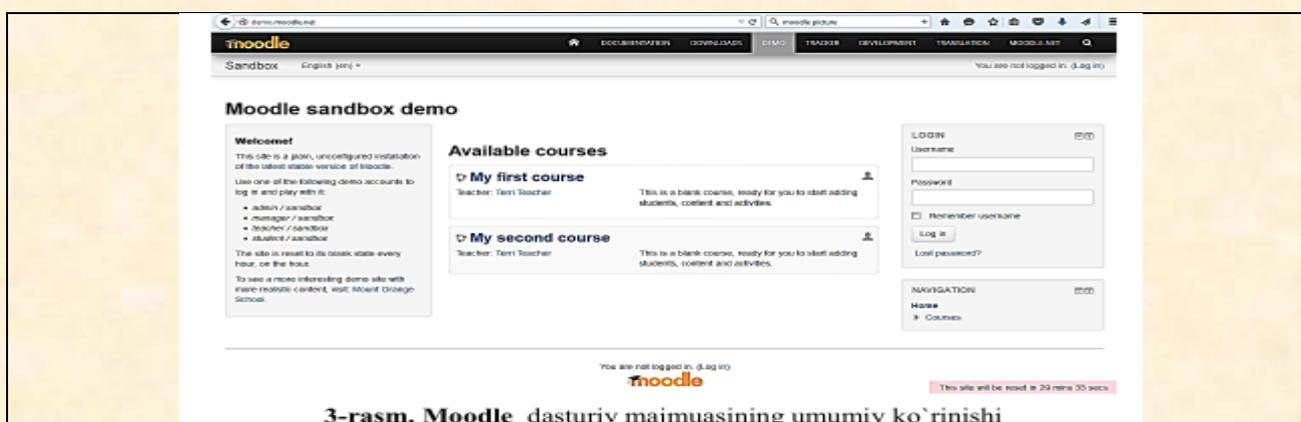 demo.moodle.net
moodle picture
moodle
DOCUMENTATION DOWNLOADS DEMO TRACKER DEVELOPMENT TRANSLATION MOODLE.NET
Sandbox English (en)
You are not logged in. (Log in)
Moodle sandbox demo
Welcome!
This site is a plain, unconfigured installation
of the latest stable version of Moodle.
Use one of the following demo accounts to
log in and play with it:
• admin / sandbox
• manager / sandbox
• teacher / sandbox
• student / sandbox
The site is reset to its blank state every
hour, on the hour.
To see a more interesting demo site with
more realistic content, visit Mount Orange
School.
Available courses
My first course
Teacher: Terri Teacher
This is a blank course, ready for you to start adding
students, content and activities.
My second course
Teacher: Terri Teacher
This is a blank course, ready for you to start adding
students, content and activities.
LOGIN
Username
Password
Remember username
Log in
Lost password?
NAVIGATION
Home
Courses
You are not logged in. (Log in)
moodle
This site will be reset in 29 mins 33 secs
3-rasm. Moodle dasturiy majmuasining umumiy ko`rinishi